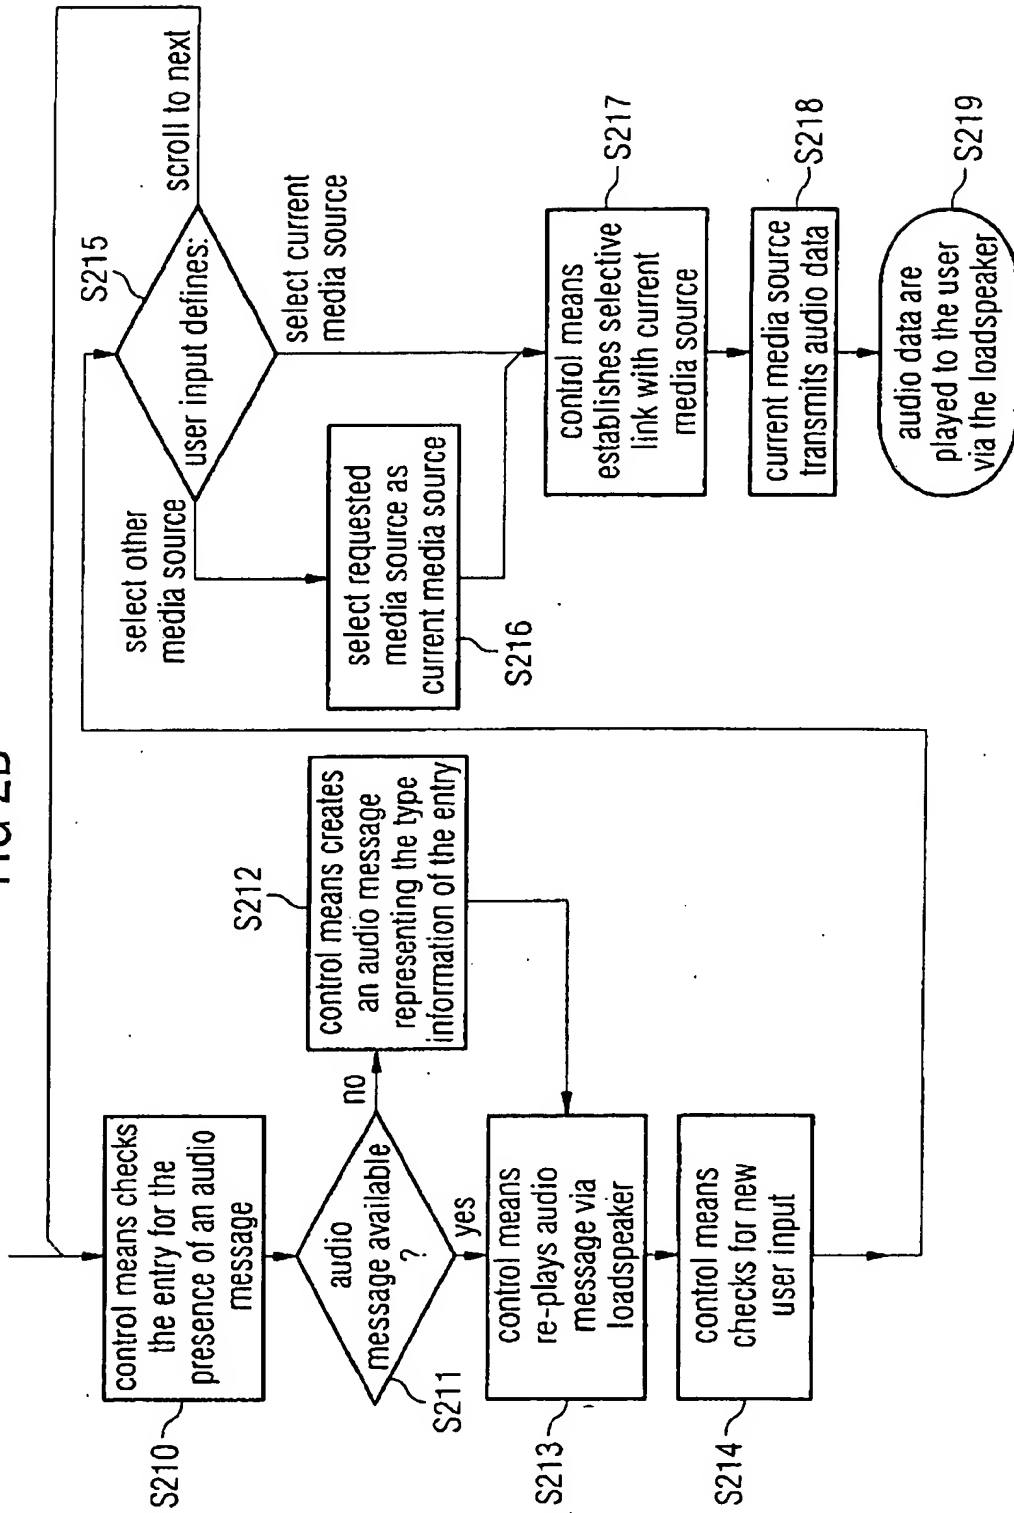 FIG 2B
control means checks
the entry for the
presence of an audio
message
S210
audio
message available
?
S211
no
yes
control means creates
an audio message
representing the type
information of the entry
S212
control means
re-plays audio
message via
loadspeaker
S213
control means
checks for new
user input
S214
user input defines:
S215
scroll to next
select other
media source
select current
media source
select requested
media source as
current media source
S216
control means
establishes selective
link with current
media source
S217
current media source
transmits audio data
S218
audio data are
played to the user
via the loadspeaker
S219